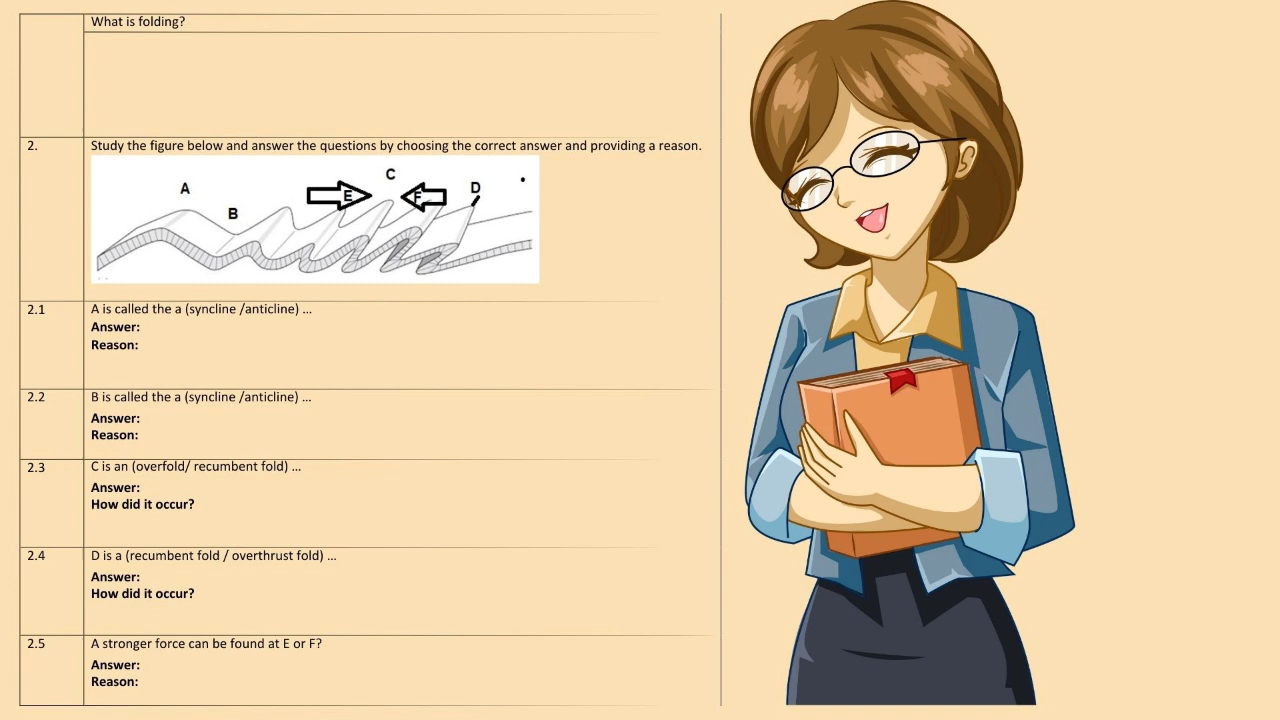 What is folding?
2. Study the figure below and answer the questions by choosing the correct answer and providing a reason.
C
A
E
F
D
B
2.1 A is called the a (syncline /anticline) ...
Answer:
Reason:
2.2 B is called the a (syncline /anticline) ...
Answer:
Reason:
2.3 C is an (overfold/ recumbent fold) ...
Answer:
How did it occur?
2.4 D is a (recumbent fold / overthrust fold) ...
Answer:
How did it occur?
2.5 A stronger force can be found at E or F?
Answer:
Reason: